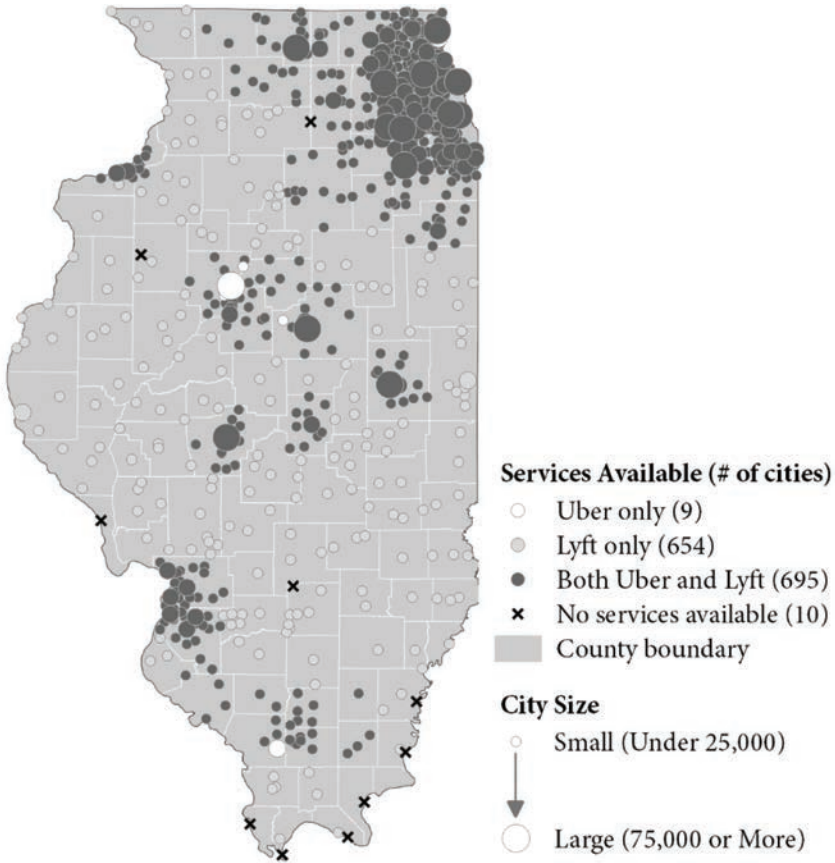 Services Available (# of cities)
Uber only (9)
Lyft only (654)
Both Uber and Lyft (695)
No services available (10)
County boundary
City Size
Small (Under 25,000)
Large (75,000 or More)